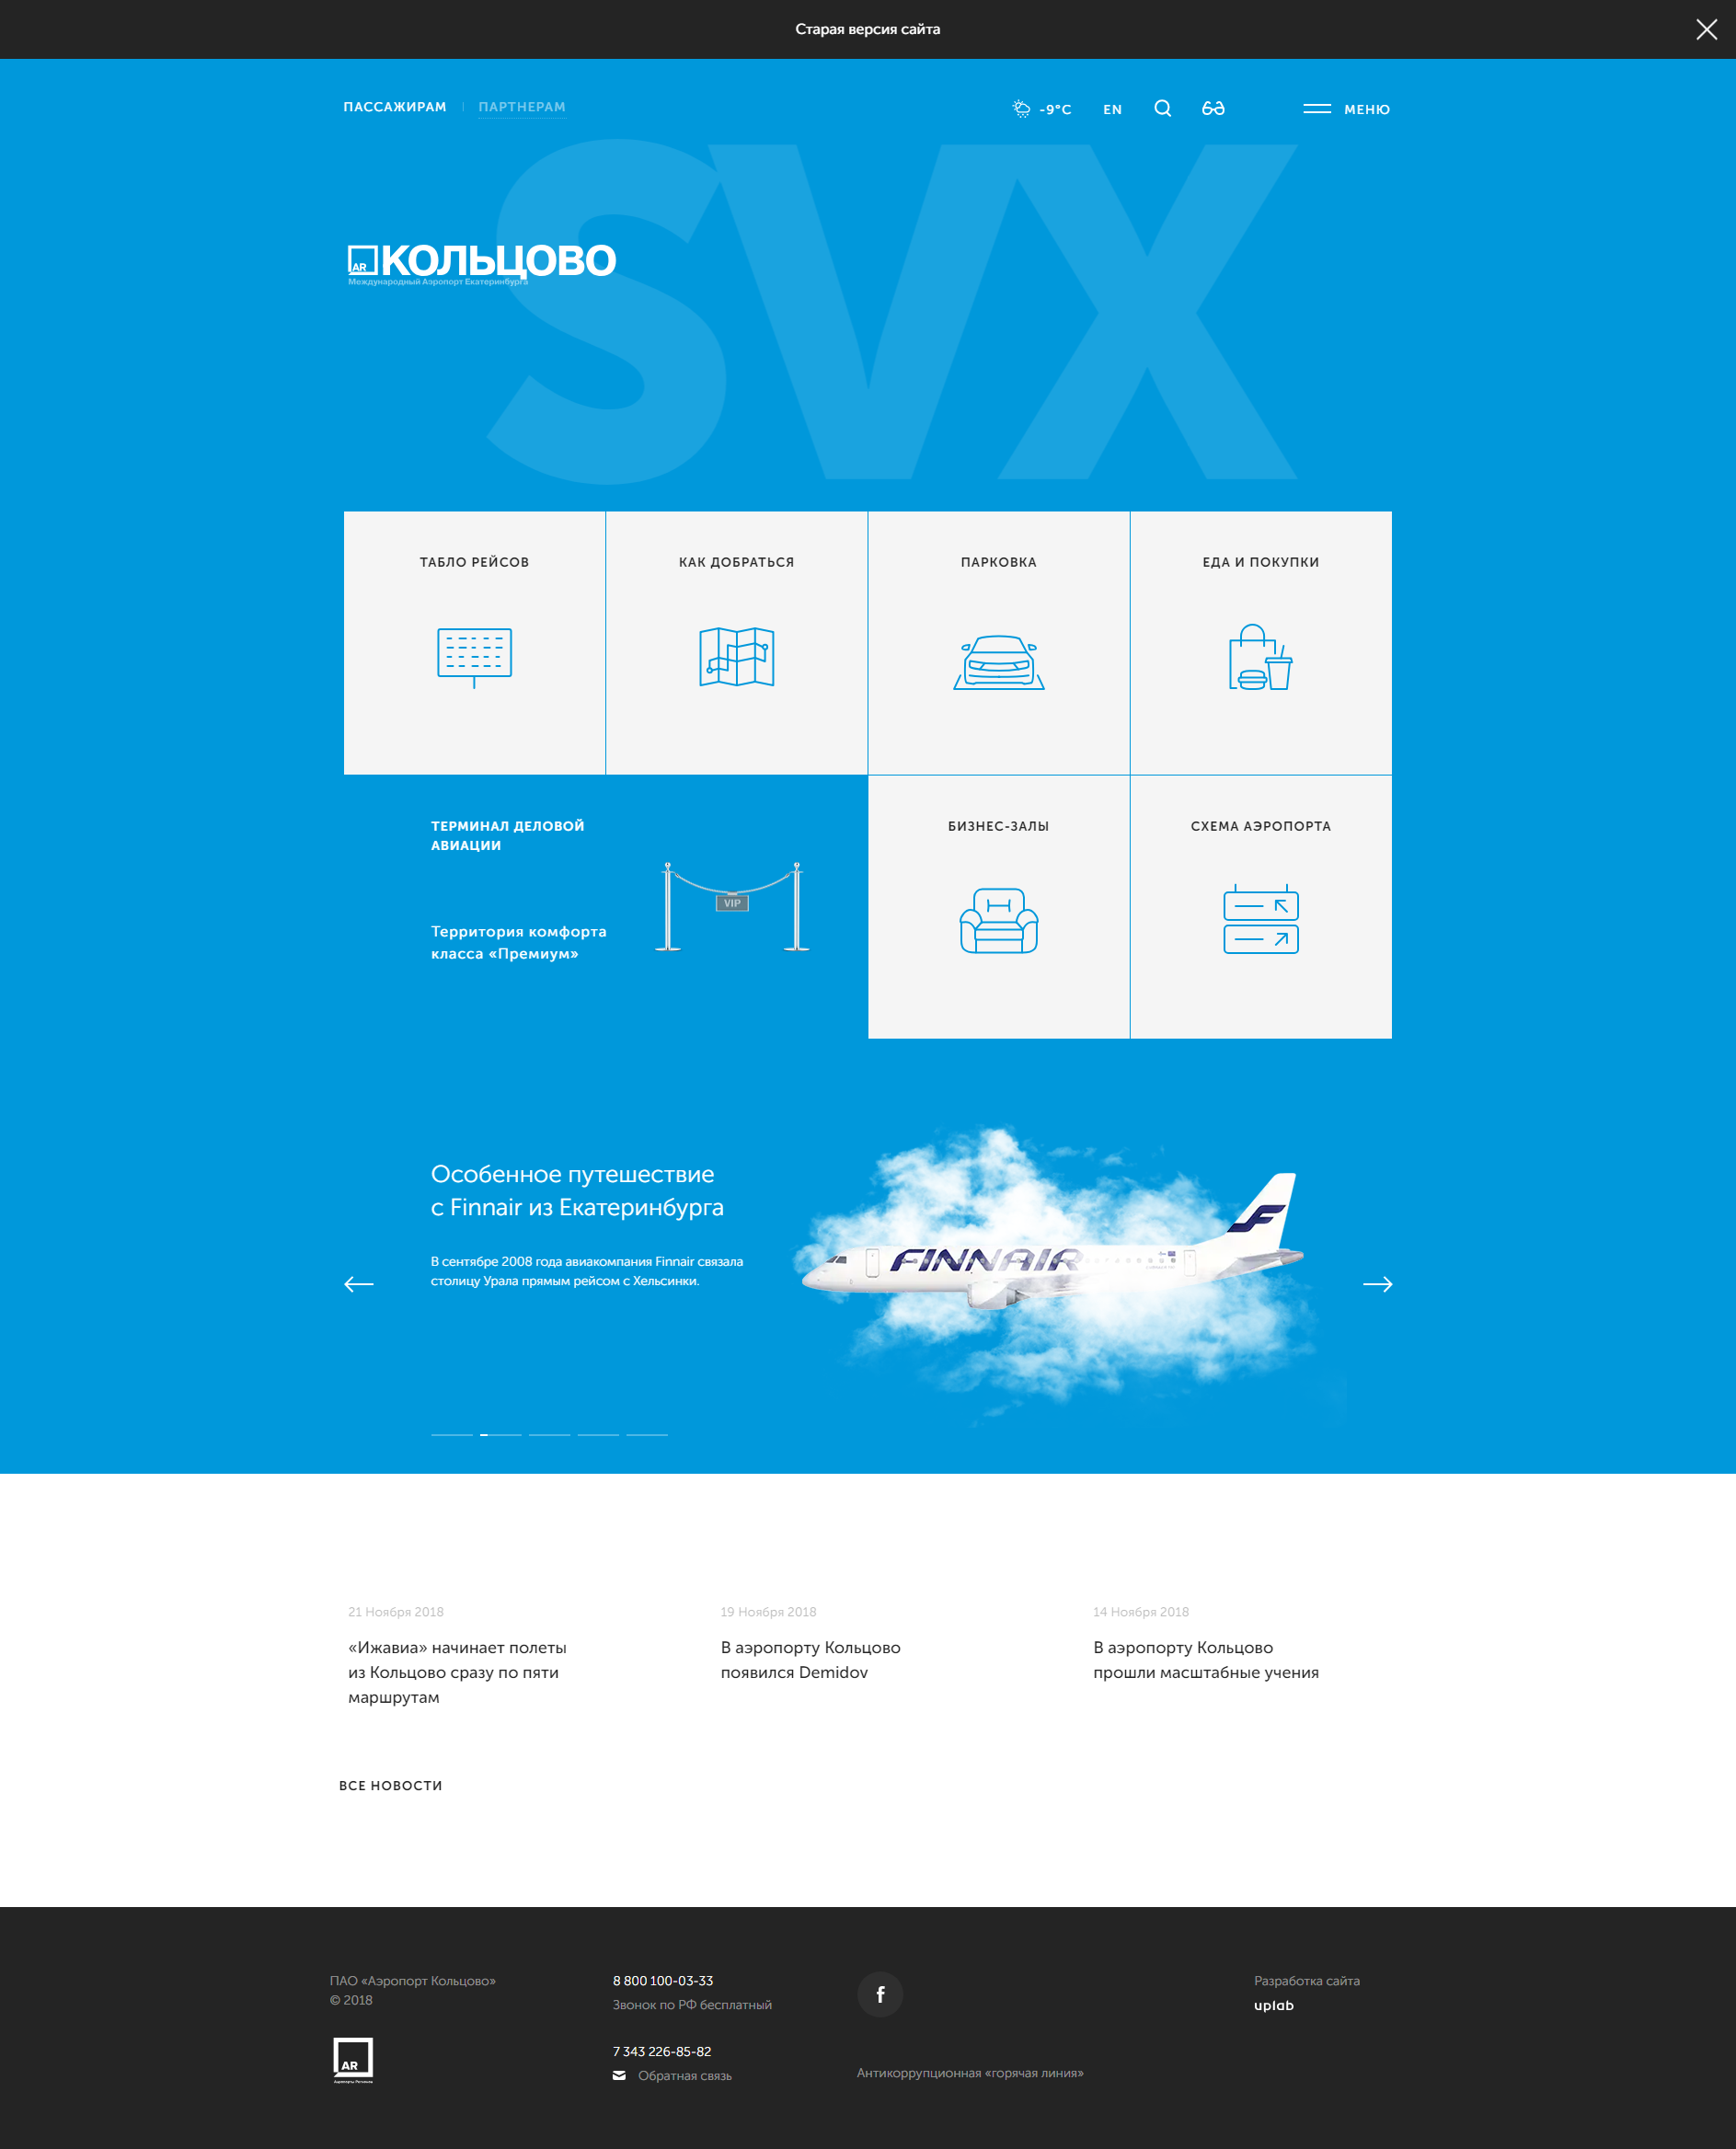 Старая версия сайта
ПАССАЖИРАМ
ПАРТНЕРАМ
-9°C
EN
МЕНЮ
SVX
AR КОЛЬЦОВО
Международный Аэропорт Екатеринбурга
ТАБЛО РЕЙСОВ
КАК ДОБРАТЬСЯ
ПАРКОВКА
ЕДА И ПОКУПКИ
ТЕРМИНАЛ ДЕЛОВОЙ
АВИАЦИИ
VIP
Территория комфорта
класса «Премиум»
БИЗНЕС-ЗАЛЫ
СХЕМА АЭРОПОРТА
Особенное путешествие
с Finnair из Екатеринбурга
В сентябре 2008 года авиакомпания Finnair связала
столицу Урала прямым рейсом с Хельсинки.
FINNAIR
21 Ноября 2018
«Ижавиа» начинает полеты
из Кольцово сразу по пяти
маршрутам
19 Ноября 2018
В аэропорту Кольцово
появился Demidov
14 Ноября 2018
В аэропорту Кольцово
прошли масштабные учения
ВСЕ НОВОСТИ
ПАО «Аэропорт Кольцово»
© 2018
AR
8 800 100-03-33
Звонок по РФ бесплатный
7 343 226-85-82
Обратная связь
f
Антикоррупционная «горячая линия»
Разработка сайта
uplab